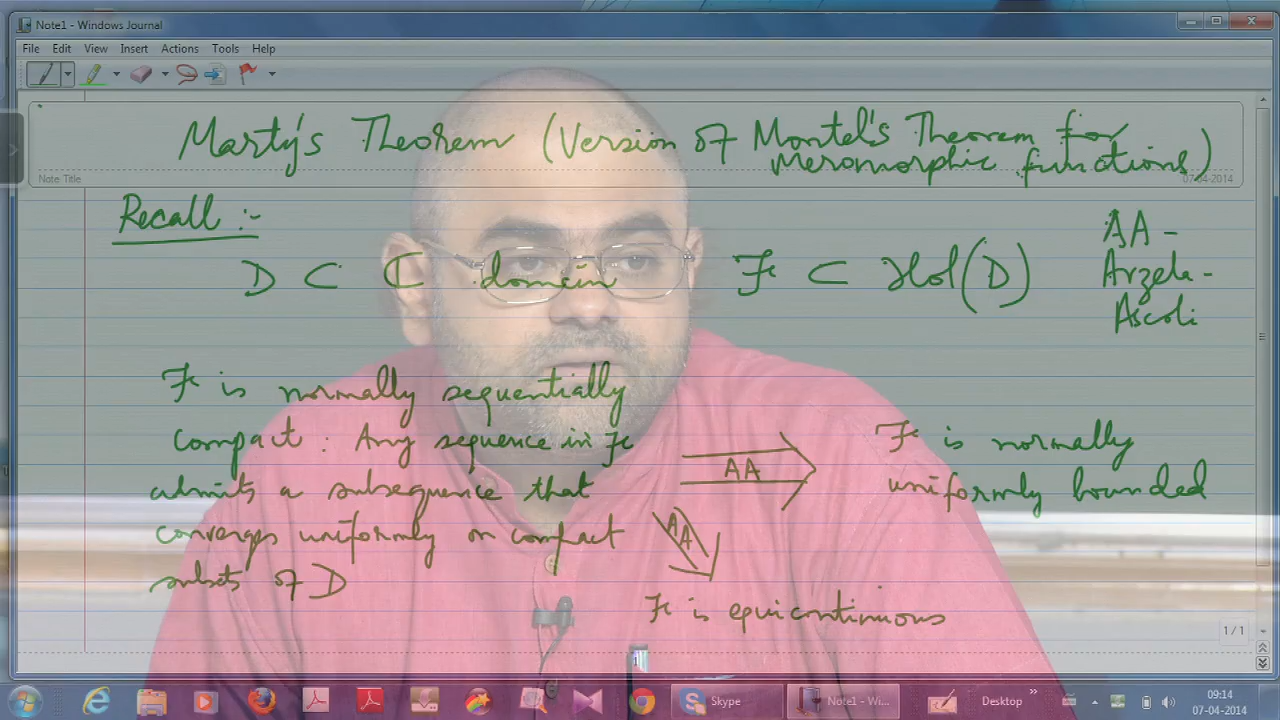 Note1 - Windows Journal
File Edit View Insert Actions Tools Help
Marty's Theorem (Version of Montel's Theorem for
Meromorphic functions)
Note Title
07-04-2014
Recall :-
D ⊂ ℂ domain ℱ ⊂ Hol(D)
AA -
Arzela-
Ascoli
ℱ is normally sequentially
compact : Any sequence in ℱ
admits a subsequence that
converges uniformly on compact
subsets of D
AA
ℱ is normally
uniformly bounded
AA
ℱ is equicontinuous
1 / 1
Skype
Note1 - Wi...
Desktop
09:14
07-04-2014